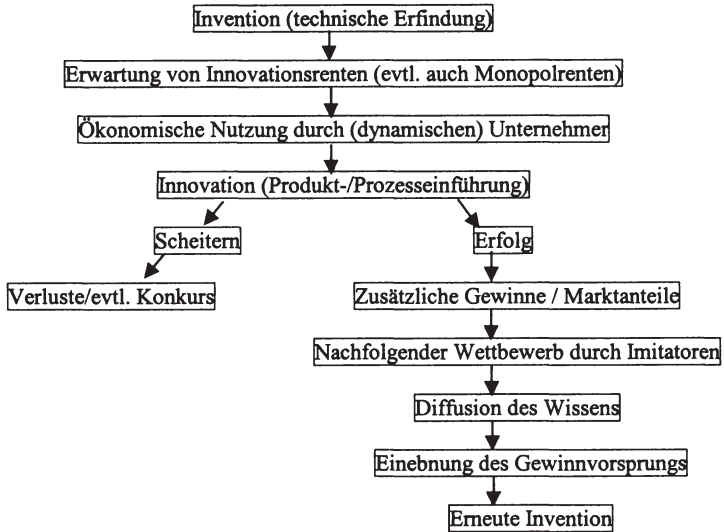 Invention (technische Erfindung)
Erwartung von Innovationsrenten (evtl. auch Monopolrenten)
Ökonomische Nutzung durch (dynamischen) Unternehmer
Innovation (Produkt-/Prozesseinführung)
Scheitern
Erfolg
Verluste/evtl. Konkurs
Zusätzliche Gewinne / Marktanteile
Nachfolgender Wettbewerb durch Imitatoren
Diffusion des Wissens
Einebnung des Gewinnvorsprungs
Erneute Invention